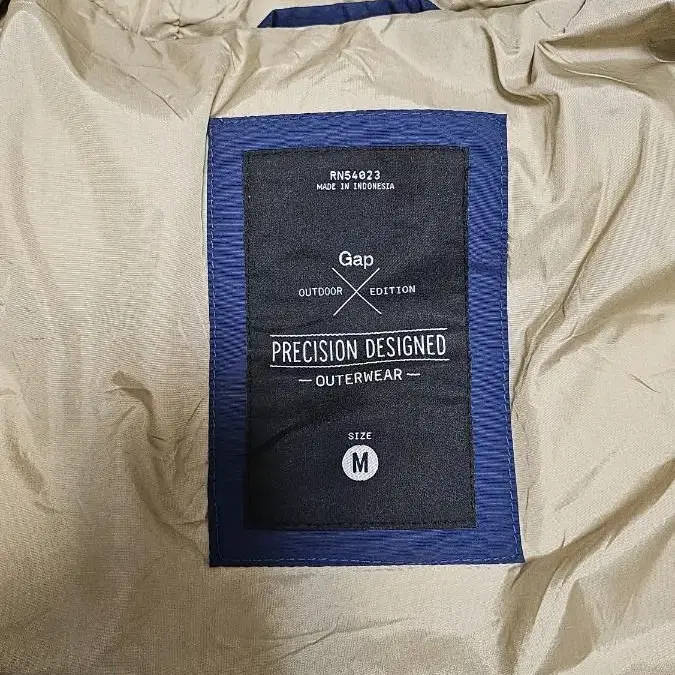 RN54023
MADE IN INDONESIA
Gap
OUTDOOR EDITION
PRECISION DESIGNED
— OUTERWEAR —
SIZE
M